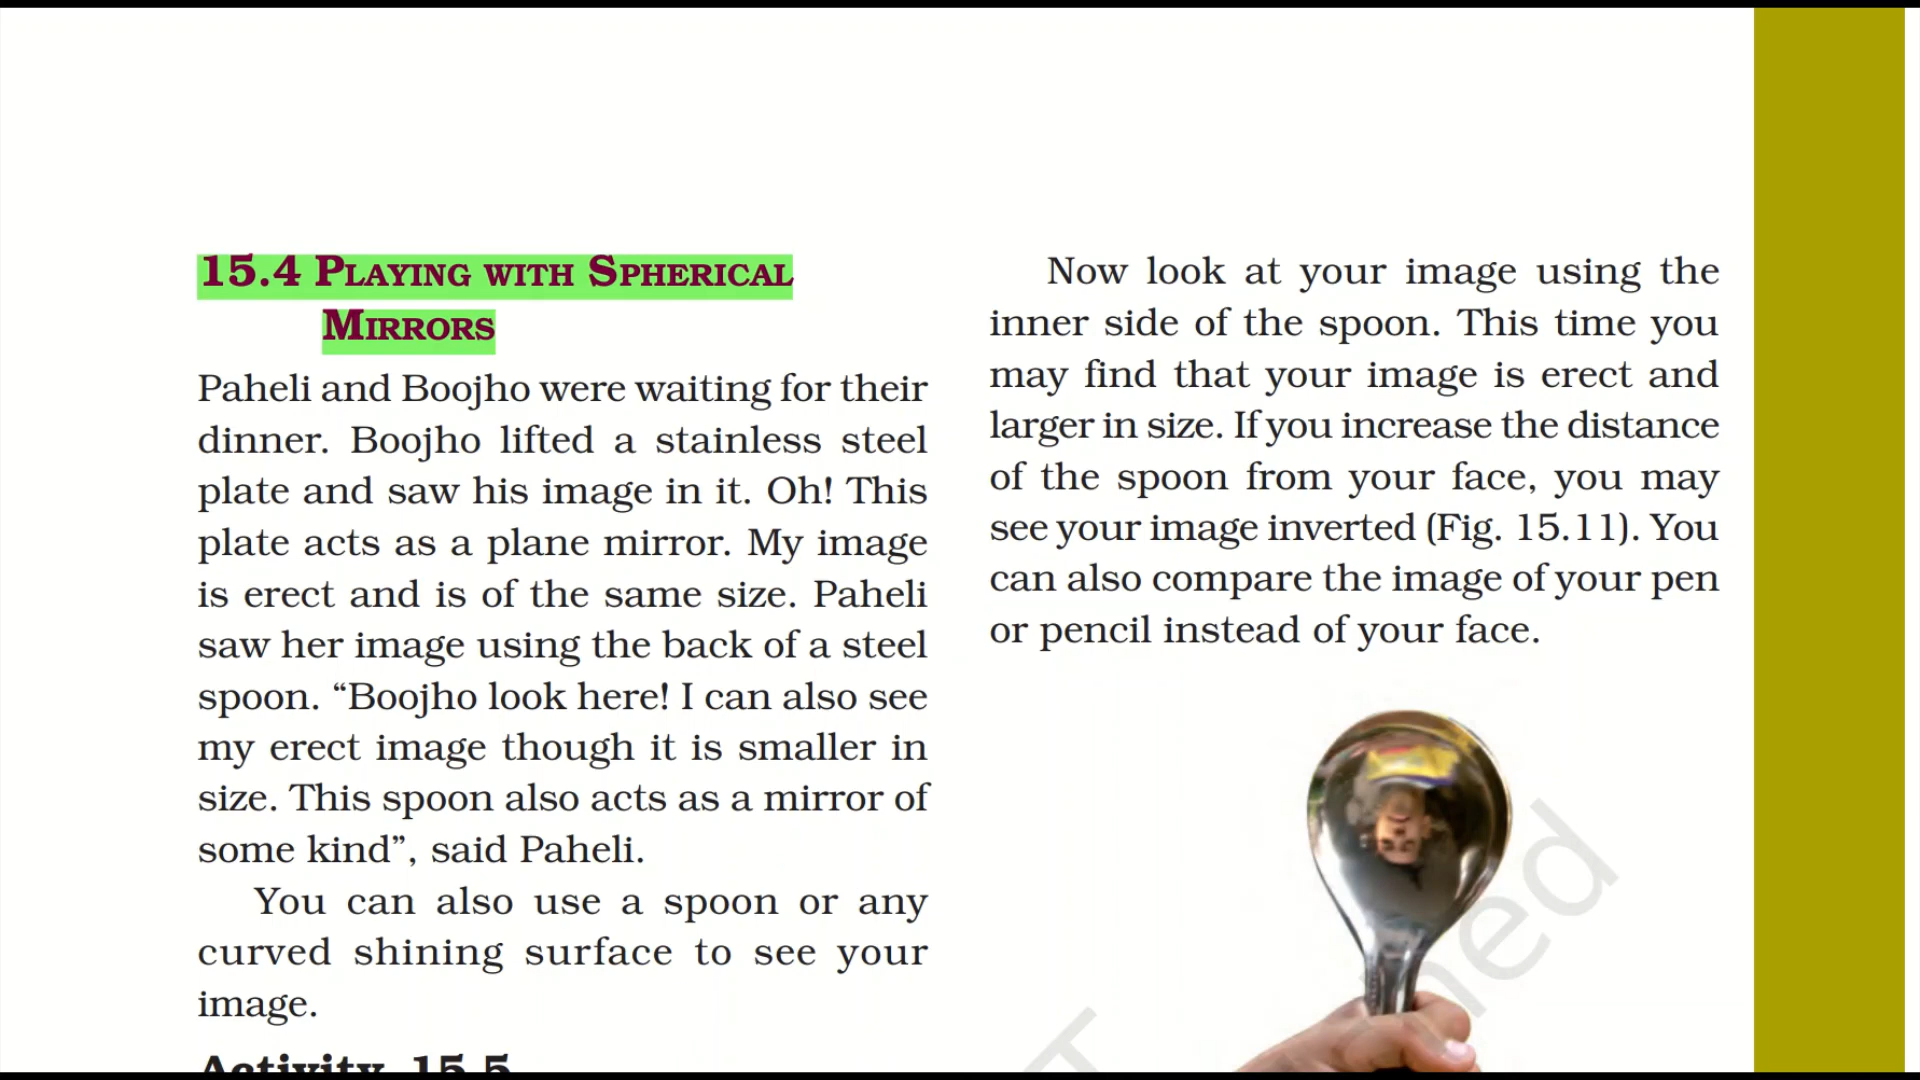 15.4 PLAYING WITH SPHERICAL
MIRRORS
Paheli and Boojho were waiting for their
dinner. Boojho lifted a stainless steel
plate and saw his image in it. Oh! This
plate acts as a plane mirror. My image
is erect and is of the same size. Paheli
saw her image using the back of a steel
spoon. “Boojho look here! I can also see
my erect image though it is smaller in
size. This spoon also acts as a mirror of
some kind”, said Paheli.
You can also use a spoon or any
curved shining surface to see your
image.
Activity 15.5
Now look at your image using the
inner side of the spoon. This time you
may find that your image is erect and
larger in size. If you increase the distance
of the spoon from your face, you may
see your image inverted (Fig. 15.11). You
can also compare the image of your pen
or pencil instead of your face.